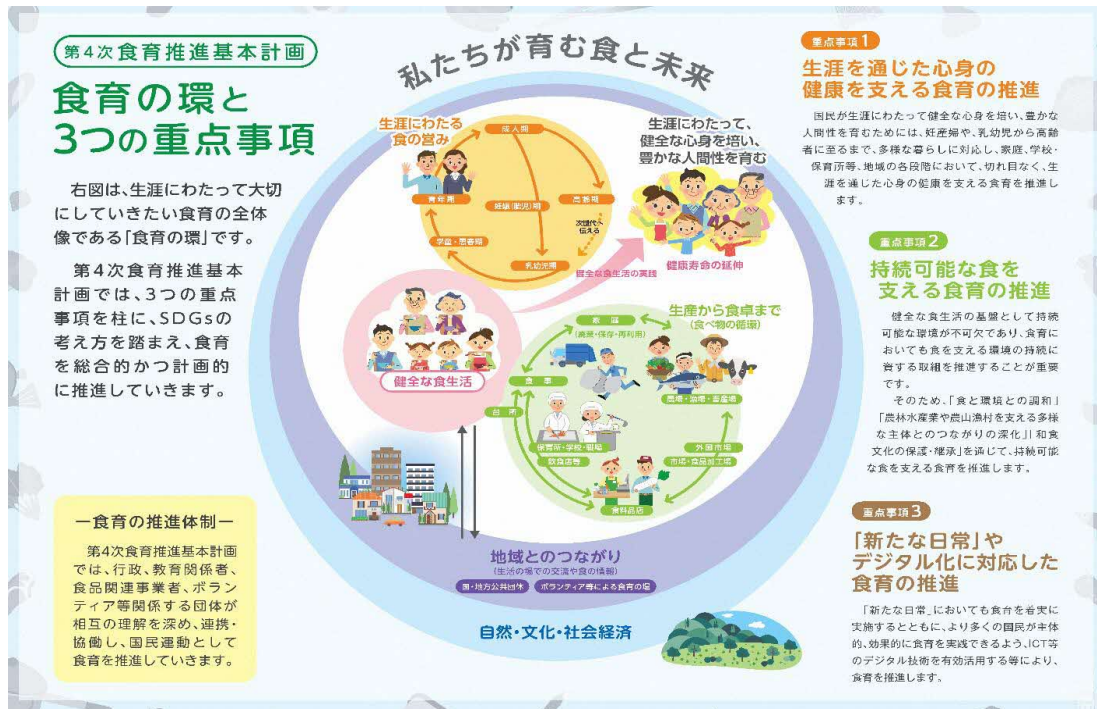 第4次食育推進基本計画
食育の環と
3つの重点事項
右図は、生涯にわたって大切
にしていきたい食育の全体
像である「食育の環」です。
第4次食育推進基本
計画では、3つの重点
事項を柱に、SDGsの
考え方を踏まえ、食育
を総合的かつ計画的
に推進していきます。
ー食育の推進体制ー
第4次食育推進基本計画
では、行政、教育関係者、
食品関連事業者、ボラン
ティア等関係する団体が
相互の理解を深め、連携・
協働し、国民運動として
食育を推進していきます。
私たちが育む食と未来
生涯にわたる
食の営み
成人期
青年期
妊娠(胎児)期
高齢期
学童・思春期
次世代へ
伝える
乳幼児期
生涯にわたって、
健全な心身を培い、
豊かな人間性を育む
健康寿命の延伸
健全な食生活の実践
健全な食生活
生産から食卓まで
(食べ物の循環)
家庭
(廃棄・保存・再利用)
食事
台所
農場・漁場・畜産場
保育所・学校・職場
飲食店等
外国市場
市場・食品加工場
食料品店
地域とのつながり
(生活の場での交流や食の情報)
国・地方公共団体
ボランティア等による食育の場
自然・文化・社会経済
重点事項1
生涯を通じた心身の
健康を支える食育の推進
国民が生涯にわたって健全な心身を培い、豊かな
人間性を育むためには、妊産婦や、乳幼児から高齢
者に至るまで、多様な暮らしに対応し、家庭、学校・
保育所等、地域の各段階において、切れ目なく、生
涯を通じた心身の健康を支える食育を推進し
ます。
重点事項2
持続可能な食を
支える食育の推進
健全な食生活の基盤として持続
可能な環境が不可欠であり、食育に
おいても食を支える環境の持続に
資する取組を推進することが重要
です。
そのため、「食と環境との調和」
「農林水産業や農山漁村を支える多様
な主体とのつながりの深化」「和食
文化の保護・継承」を通じて、持続可能
な食を支える食育を推進します。
重点事項3
「新たな日常」や
デジタル化に対応した
食育の推進
「新たな日常」においても食育を着実に
実施するとともに、より多くの国民が主体
的、効果的に食育を実践できるよう、ICT等
のデジタル技術を有効活用する等により、
食育を推進します。